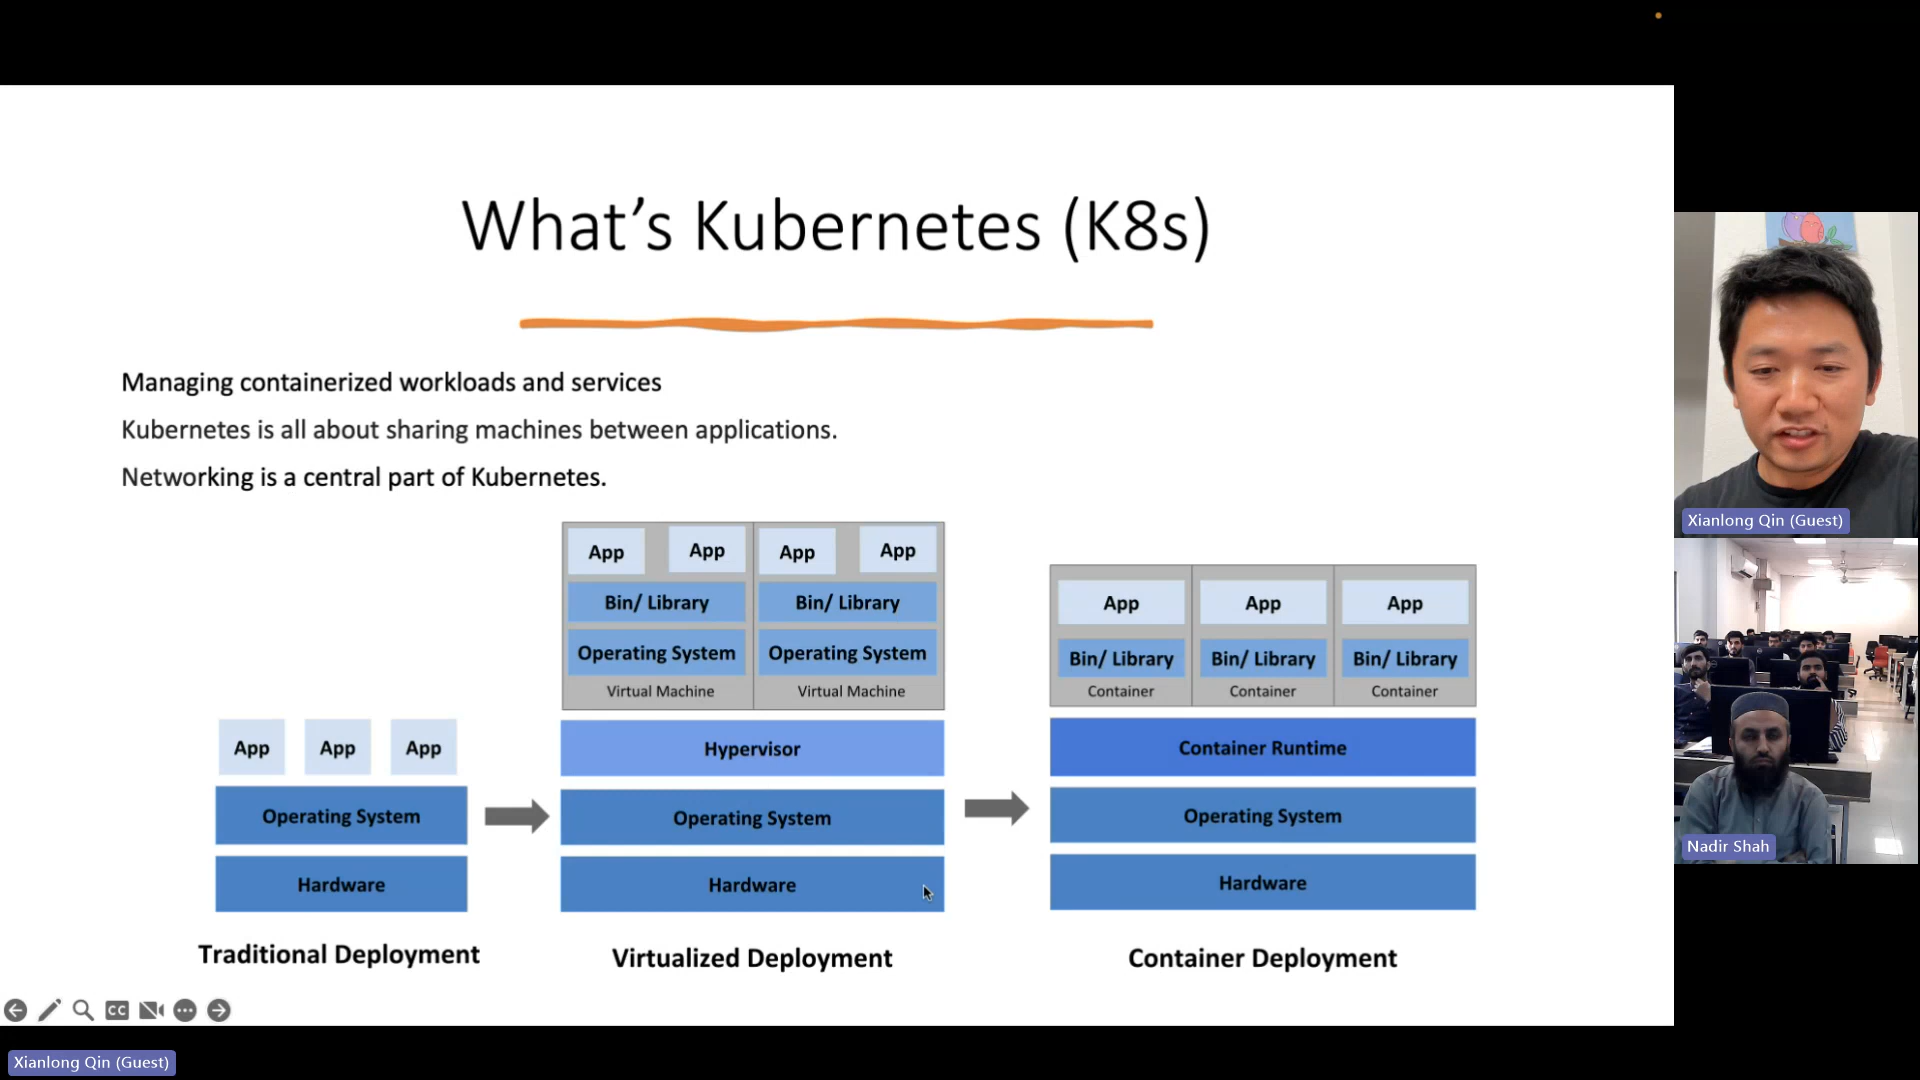 What's Kubernetes (K8s)
Managing containerized workloads and services
Kubernetes is all about sharing machines between applications.
Networking is a central part of Kubernetes.
App App App
Operating System
Hardware
Traditional Deployment
App App App App
Bin/ Library Bin/ Library
Operating System Operating System
Virtual Machine Virtual Machine
Hypervisor
Operating System
Hardware
Virtualized Deployment
App App App
Bin/ Library Bin/ Library Bin/ Library
Container Container Container
Container Runtime
Operating System
Hardware
Container Deployment
CC
Xianlong Qin (Guest)
Xianlong Qin (Guest)
Nadir Shah